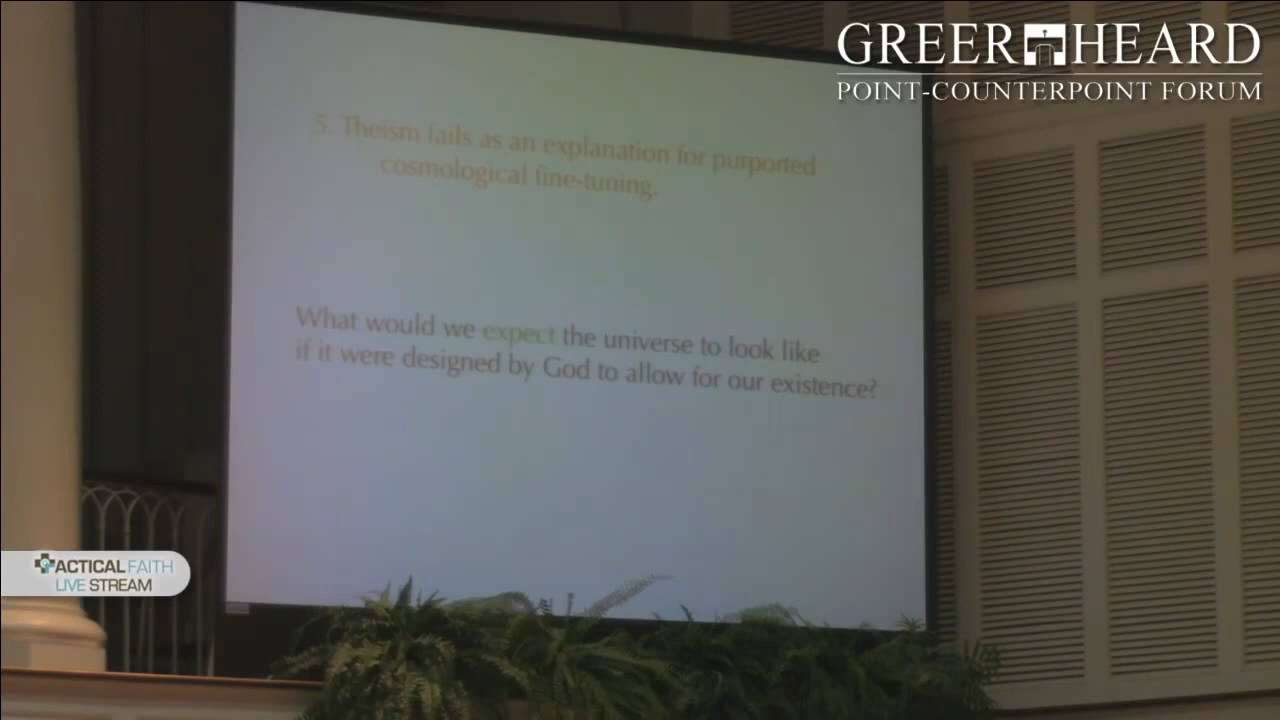 GREER HEARD
POINT-COUNTERPOINT FORUM
5. Theism fails as an explanation for purported
cosmological fine-tuning.
What would we expect the universe to look like
if it were designed by God to allow for our existence?
TACTICAL FAITH
LIVE STREAM